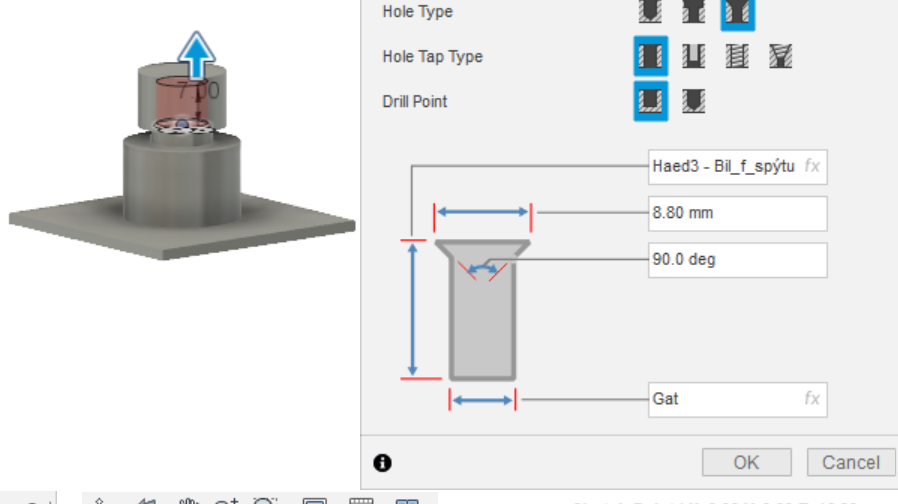 Hole Type
Hole Tap Type
Drill Point
7.00
Haed3 - Bil_f_spýtu fx
8.80 mm
90.0 deg
Gat fx
OK Cancel